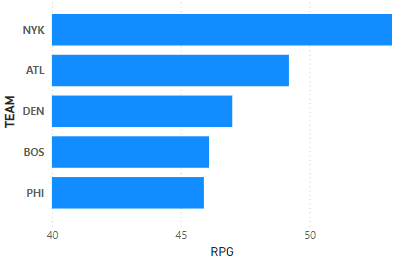 NYK
ATL
DEN
BOS
PHI
TEAM
40 45 50
RPG